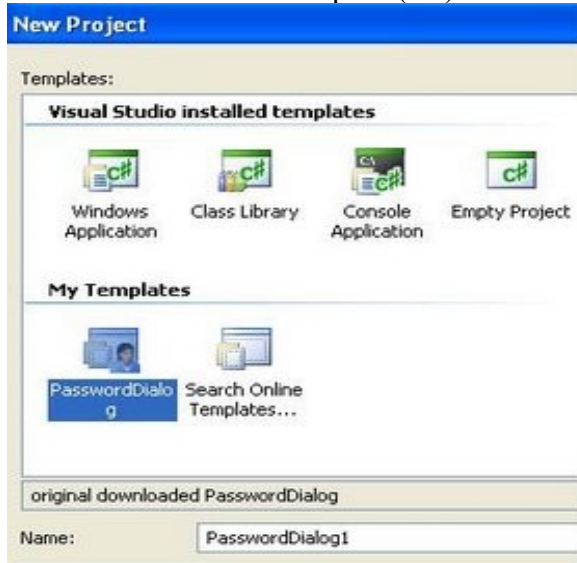 New Project
Templates:
Visual Studio installed templates
Windows Application
Class Library
Console Application
Empty Project
My Templates
PasswordDialo
g
Search Online Templates...
original downloaded PasswordDialog
Name:
PasswordDialog1